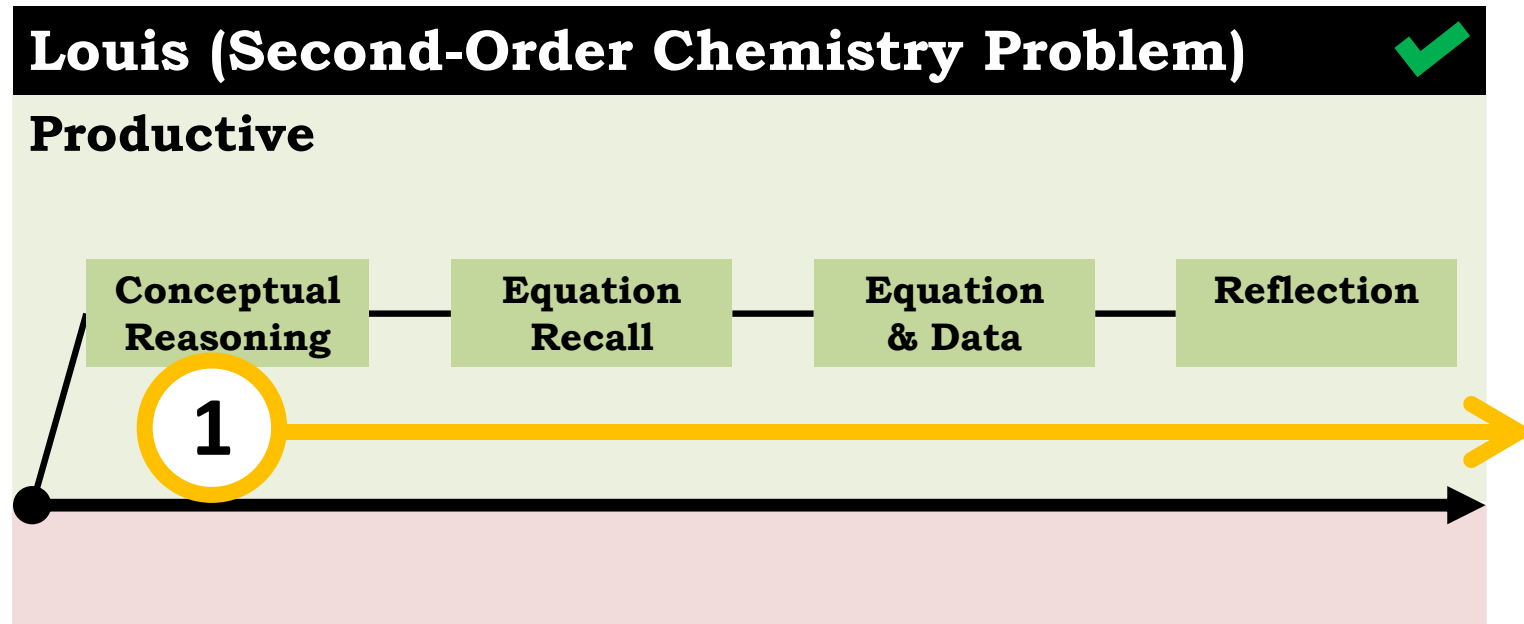 Louis (Second-Order Chemistry Problem)
Productive
Conceptual
Reasoning
Equation
Recall
Equation
& Data
Reflection
1